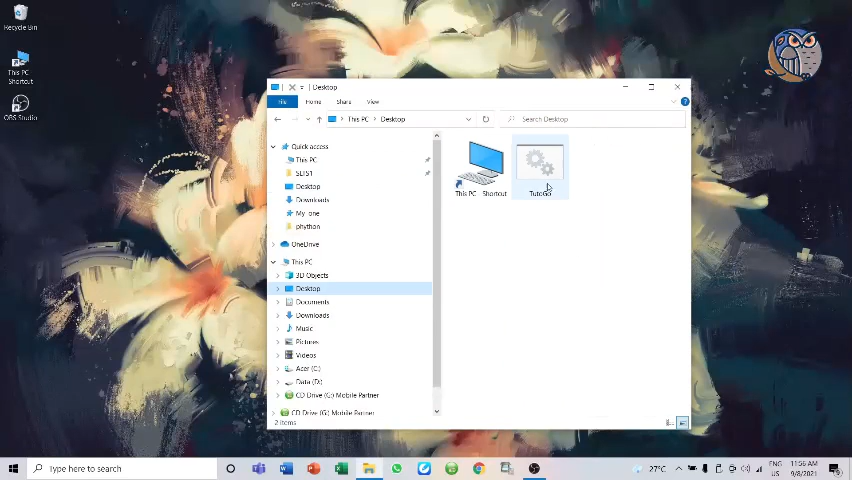 Recycle Bin
This PC
Shortcut
OBS Studio
Desktop
File
Home
Share
View
This PC
Desktop
Search Desktop
Quick access
This PC
SLTS1
Desktop
Downloads
My one
phython
OneDrive
This PC
3D Objects
Desktop
Documents
Downloads
Music
Pictures
Videos
Acer (C:)
Data (D:)
CD Drive (G:) Mobile Partner
CD Drive (G:) Mobile Partner
This PC Shortcut
2 items
Type here to search
27°C
ENG
US
11:56 AM
9/8/2021